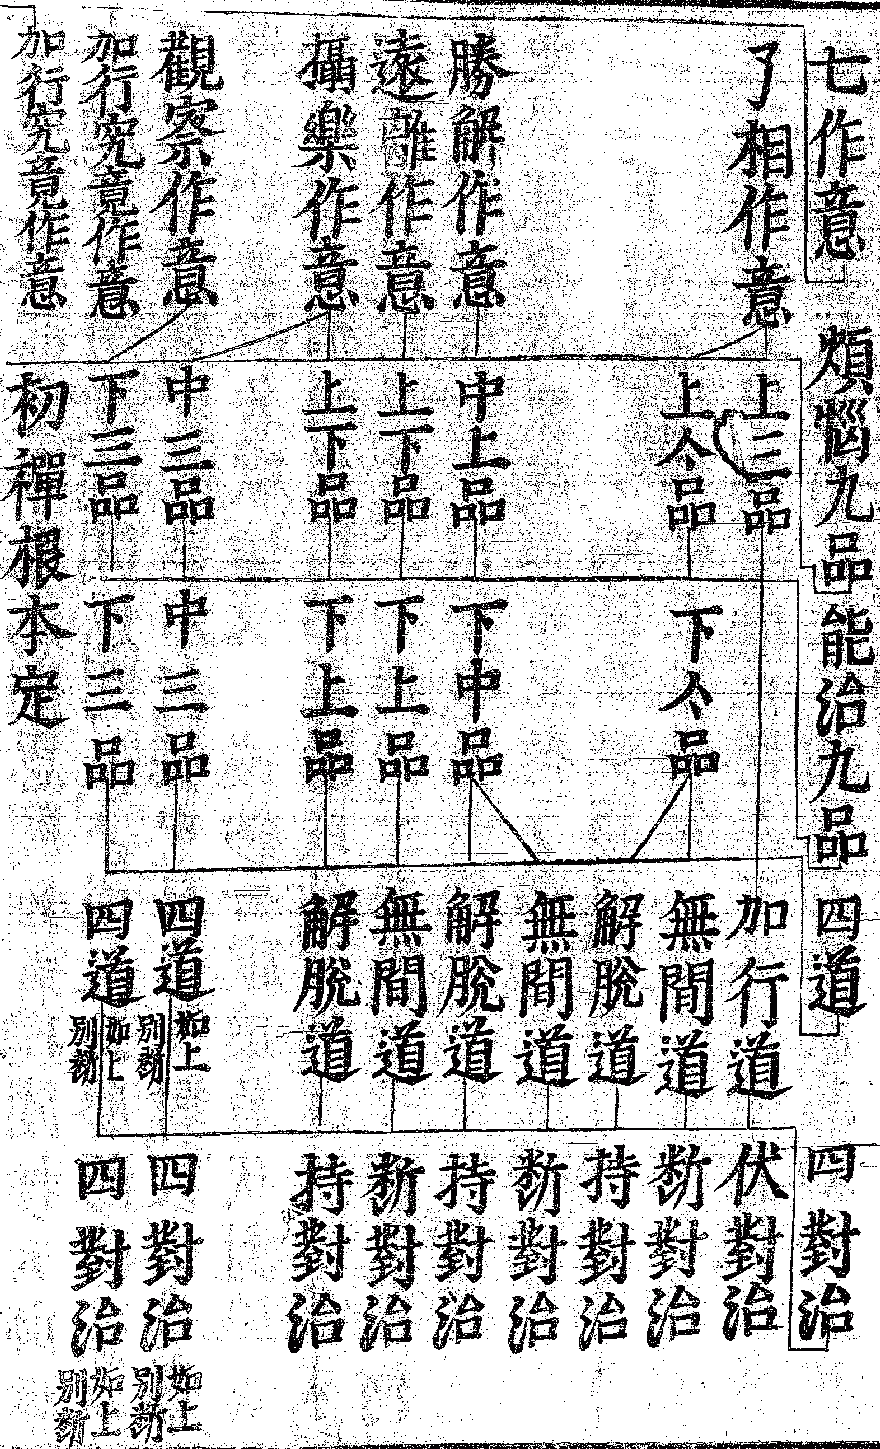 七作意
煩惱九品
能治九品
四道
四對治
了相作意
上三品
加行道
伏對治
上亼品
下亼品
無間道
斷對治
解脫道
持對治
無間道
斷對治
勝解作意
中上品
下中品
解脫道
持對治
遠離作意
上下品
下上品
無間道
斷對治
攝樂作意
上下品
下上品
解脫道
持對治
觀察作意
中三品
中三品
四道
如上
別斷
四對治
如上
別斷
加行究竟作意
下三品
下三品
四道
如上
別斷
四對治
如上
別斷
加行究竟作意
初禪根本定